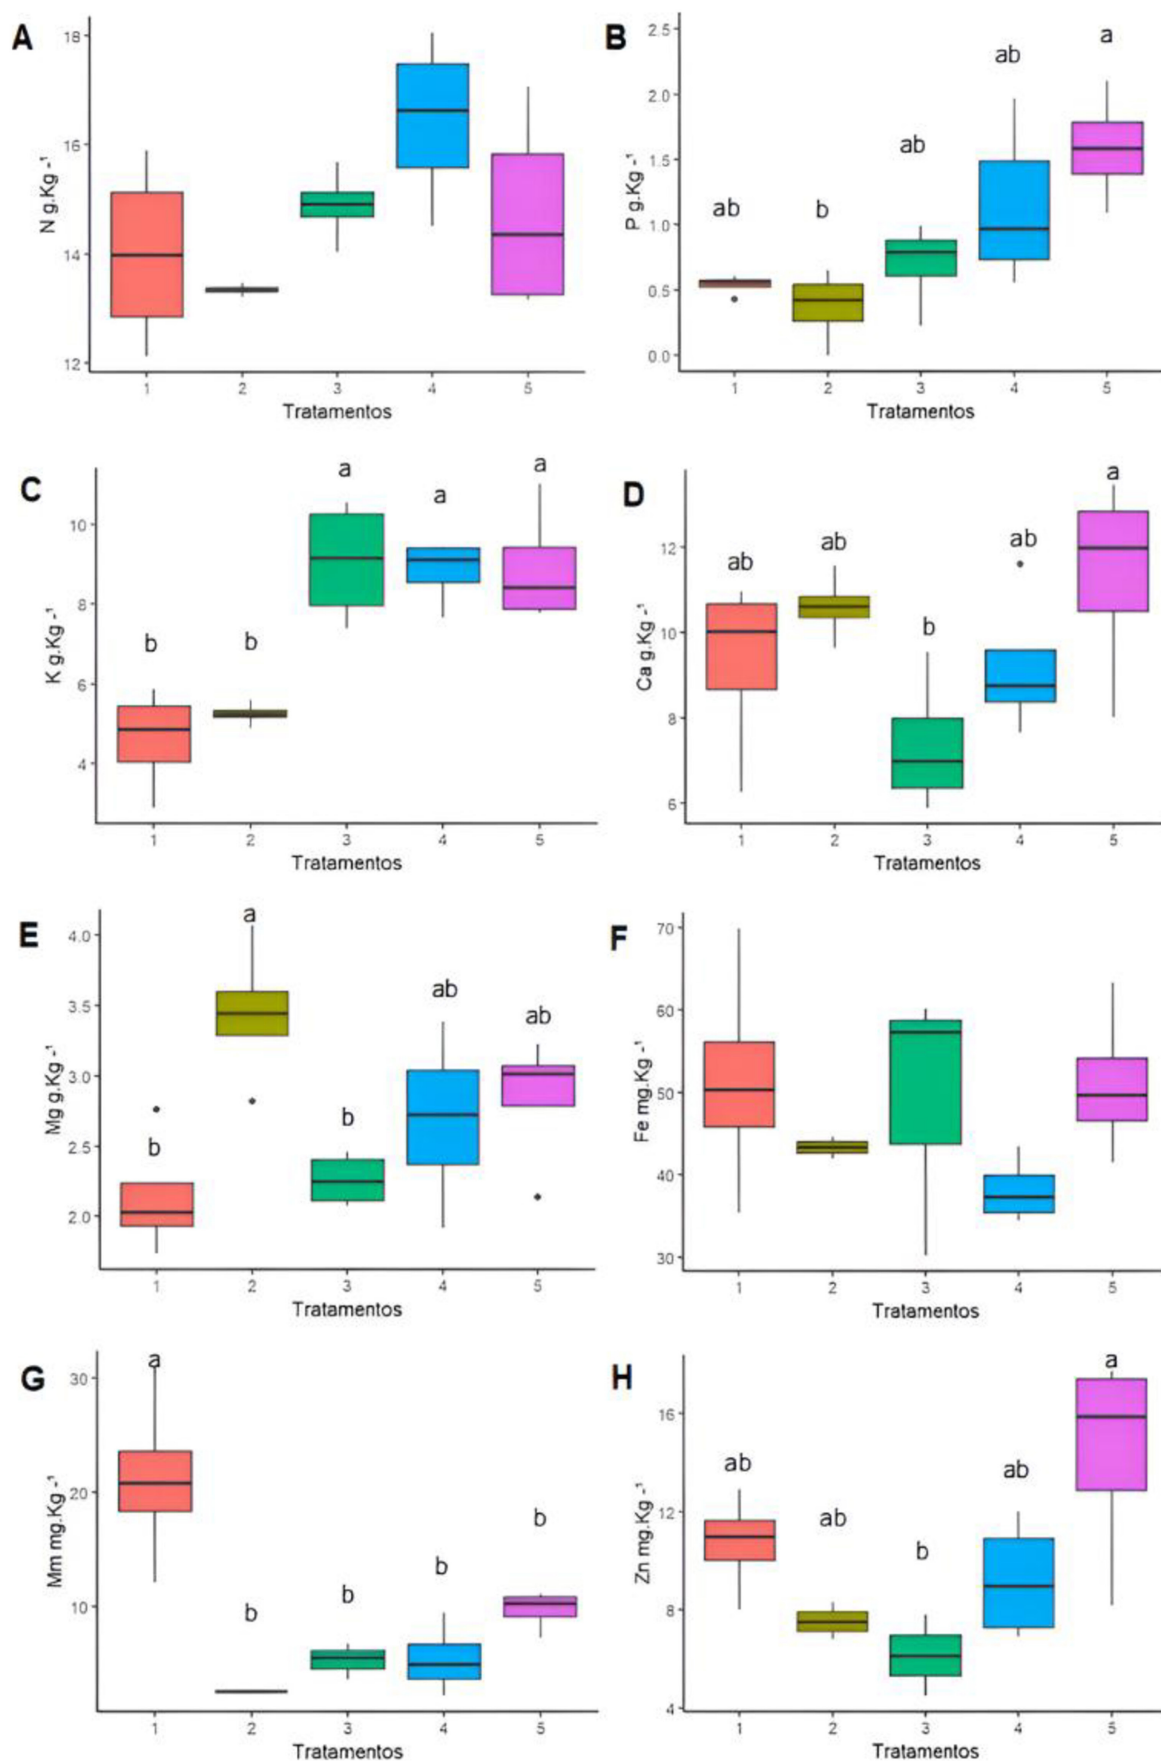 A
N g.Kg -¹
18
16
14
12
1 2 3 4 5
Tratamentos
B
P g.Kg -¹
2.5
2.0
1.5
1.0
0.5
0.0
ab b ab ab a
1 2 3 4 5
Tratamentos
C
K g.Kg -¹
10
8
6
4
b b a a a
1 2 3 4 5
Tratamentos
D
Ca g.Kg -¹
12
10
8
6
ab ab b ab a
1 2 3 4 5
Tratamentos
E
Mg g.Kg -¹
4.0
3.5
3.0
2.5
2.0
b a b ab ab
1 2 3 4 5
Tratamentos
F
Fe mg.Kg -¹
70
60
50
40
30
1 2 3 4 5
Tratamentos
G
Mm mg.Kg -¹
30
20
10
a b b b b
1 2 3 4 5
Tratamentos
H
Zn mg.Kg -¹
16
12
8
4
ab ab b ab a
1 2 3 4 5
Tratamentos